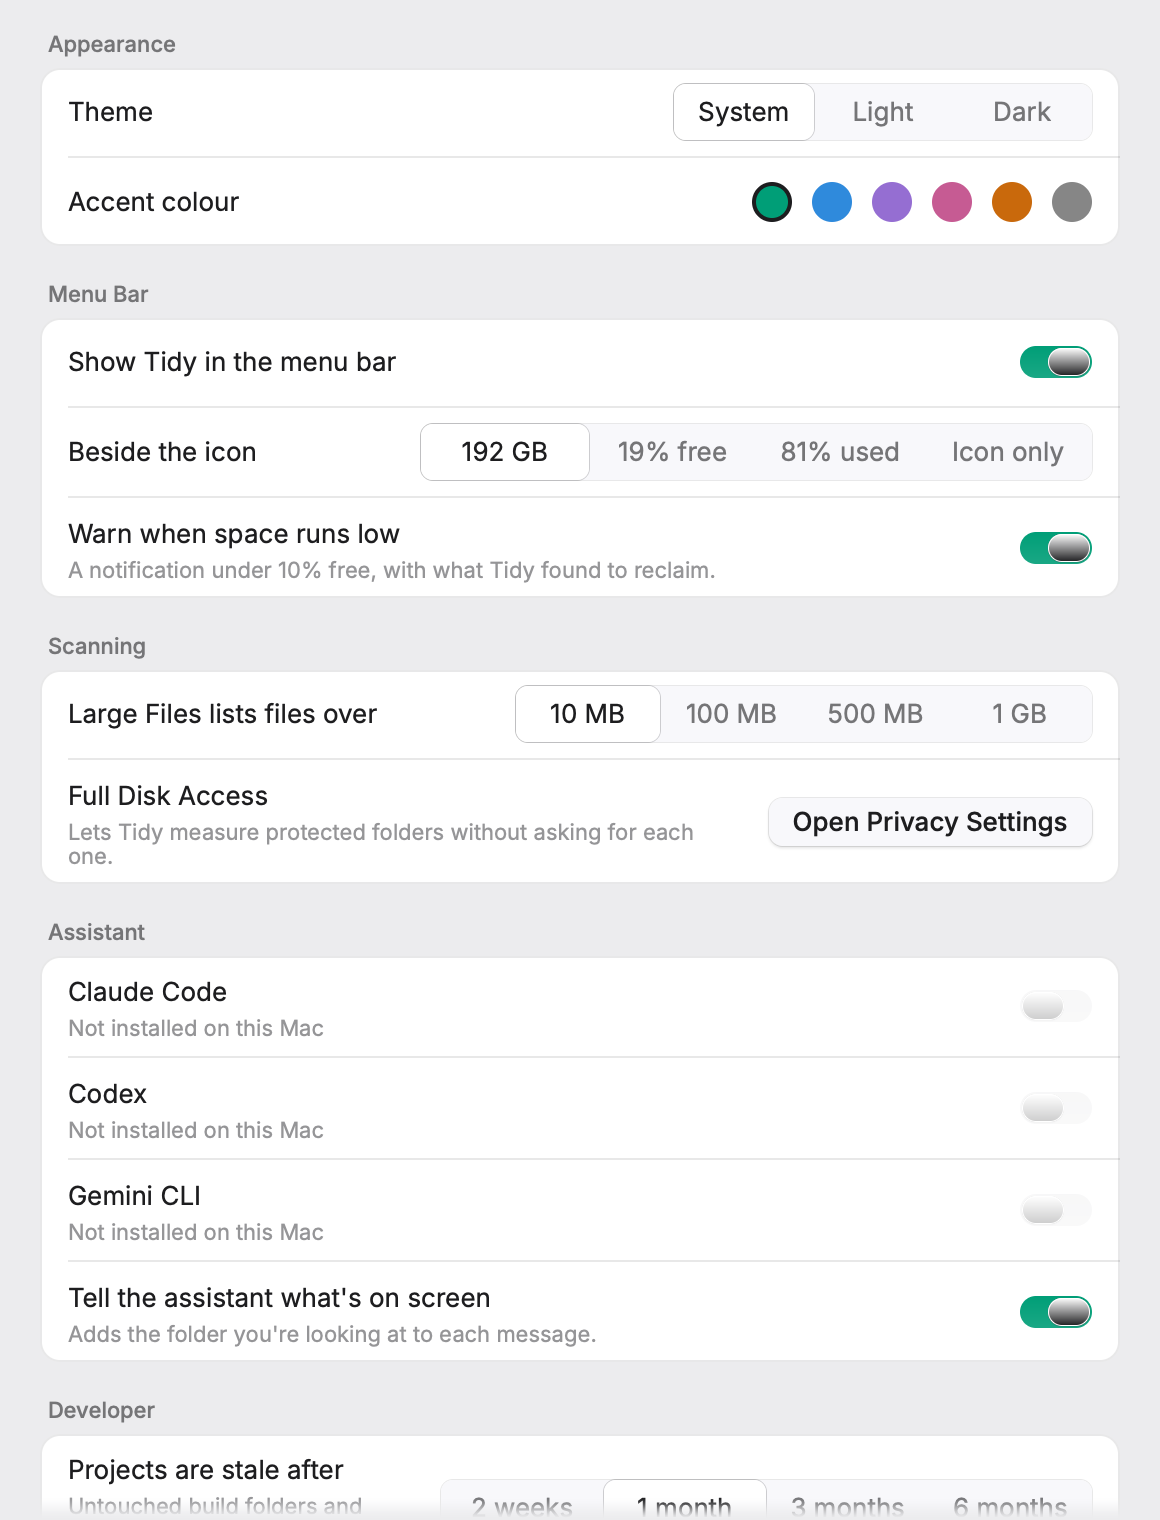 Appearance
Theme
System
Light
Dark
Accent colour
Menu Bar
Show Tidy in the menu bar
Beside the icon
192 GB
19% free
81% used
Icon only
Warn when space runs low
A notification under 10% free, with what Tidy found to reclaim.
Scanning
Large Files lists files over
10 MB
100 MB
500 MB
1 GB
Full Disk Access
Lets Tidy measure protected folders without asking for each
one.
Open Privacy Settings
Assistant
Claude Code
Not installed on this Mac
Codex
Not installed on this Mac
Gemini CLI
Not installed on this Mac
Tell the assistant what's on screen
Adds the folder you're looking at to each message.
Developer
Projects are stale after
Untouched build folders and
2 weeks
1 month
3 months
6 months